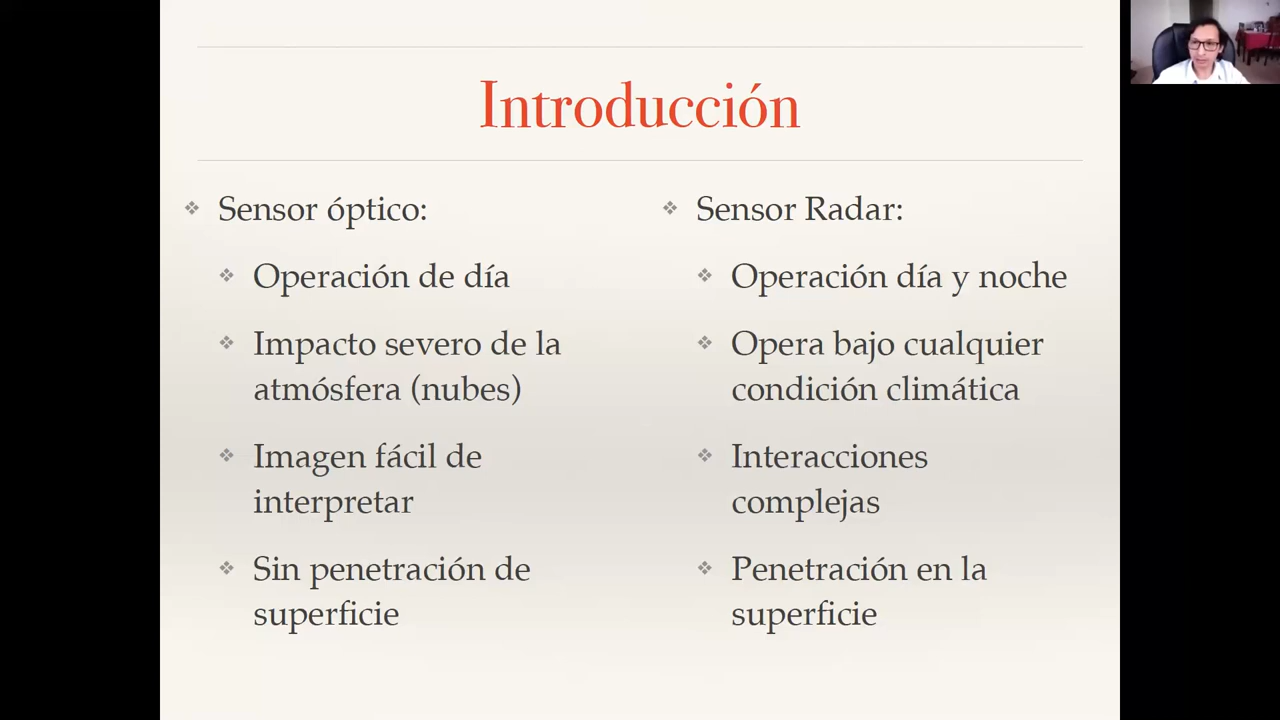 Introducción
Sensor óptico:
Operación de día
Impacto severo de la
atmósfera (nubes)
Imagen fácil de
interpretar
Sin penetración de
superficie
Sensor Radar:
Operación día y noche
Opera bajo cualquier
condición climática
Interacciones
complejas
Penetración en la
superficie